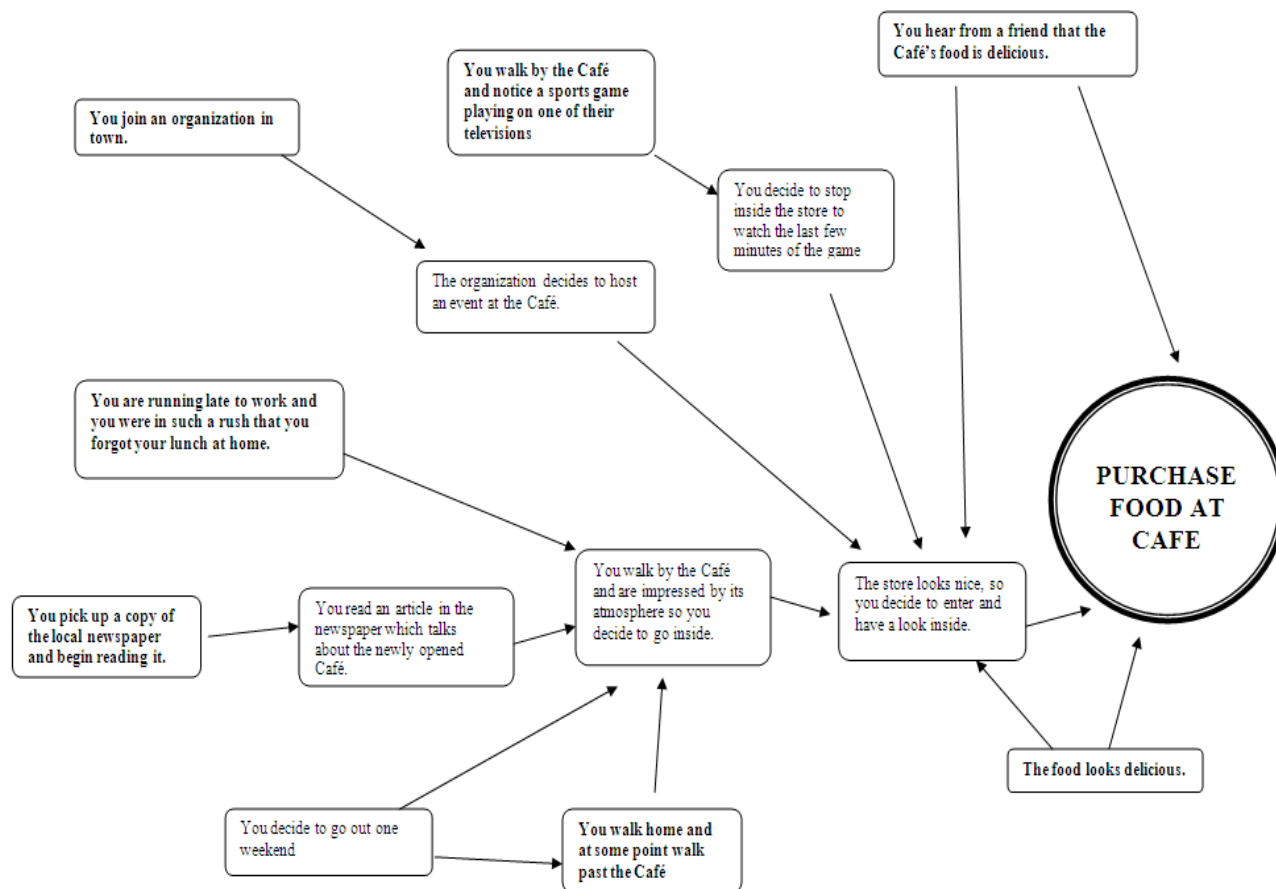 You hear from a friend that the
Café’s food is delicious.
You walk by the Café
and notice a sports game
playing on one of their
televisions
You join an organization in
town.
You decide to stop
inside the store to
watch the last few
minutes of the game
The organization decides to host
an event at the Café.
You are running late to work and
you were in such a rush that you
forgot your lunch at home.
PURCHASE
FOOD AT
CAFE
You walk by the Café
and are impressed by its
atmosphere so you
decide to go inside.
The store looks nice, so
you decide to enter and
have a look inside.
You pick up a copy of
the local newspaper
and begin reading it.
You read an article in the
newspaper which talks
about the newly opened
Café.
The food looks delicious.
You decide to go out one
weekend
You walk home and
at some point walk
past the Café